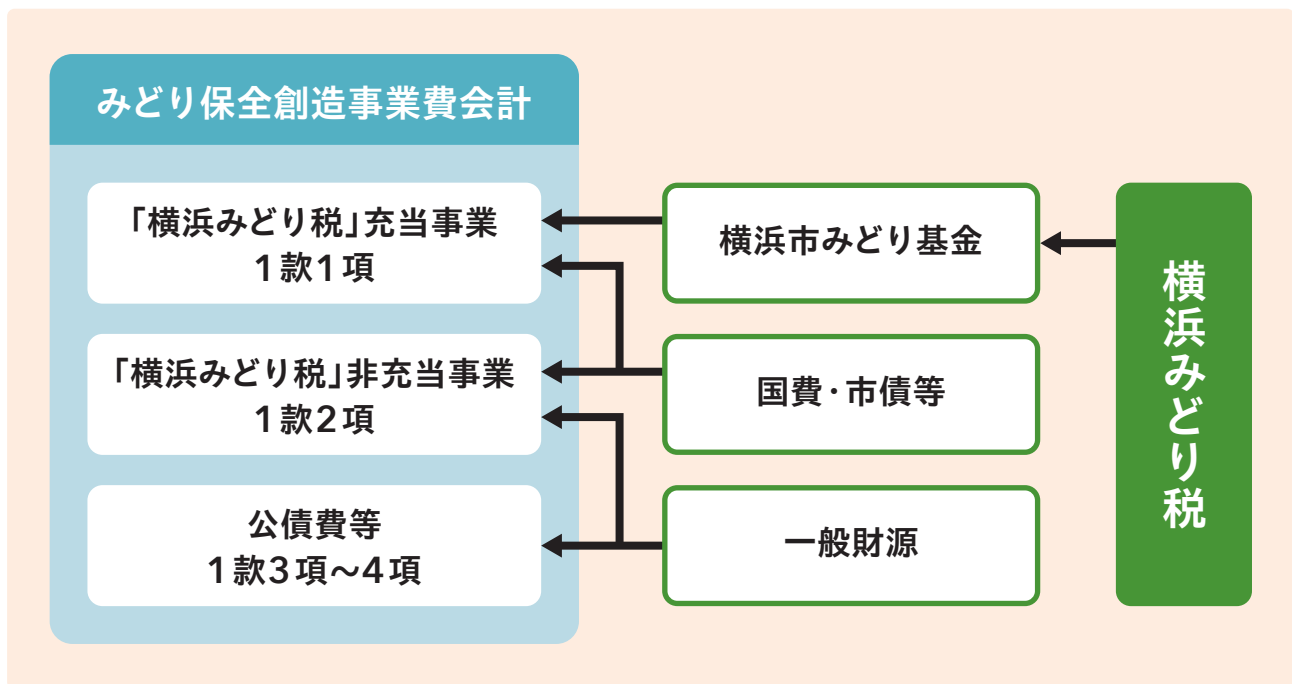 みどり保全創造事業費会計
「横浜みどり税」充当事業
1款1項
「横浜みどり税」非充当事業
1款2項
公債費等
1款3項～4項
横浜市みどり基金
国費・市債等
一般財源
横浜みどり税